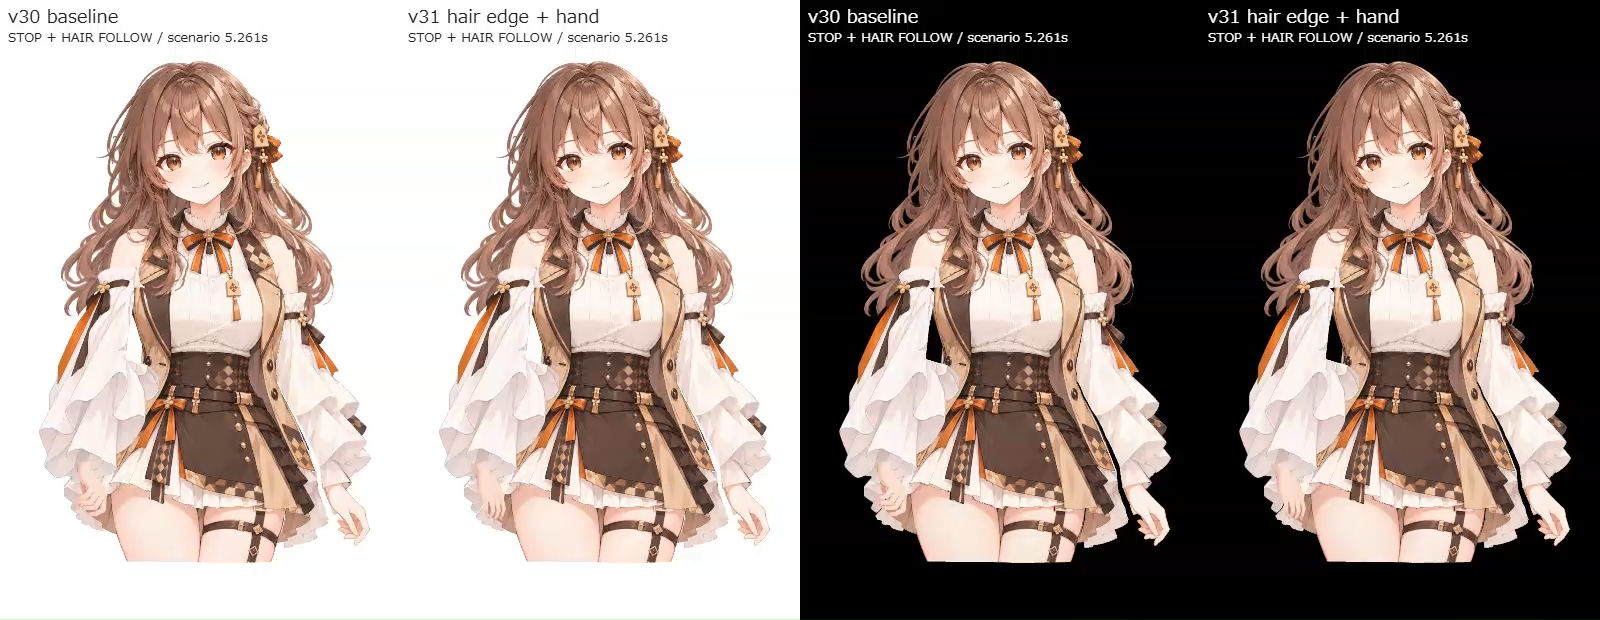 v30 baseline
STOP + HAIR FOLLOW / scenario 5.261s
v31 hair edge + hand
STOP + HAIR FOLLOW / scenario 5.261s
v30 baseline
STOP + HAIR FOLLOW / scenario 5.261s
v31 hair edge + hand
STOP + HAIR FOLLOW / scenario 5.261s